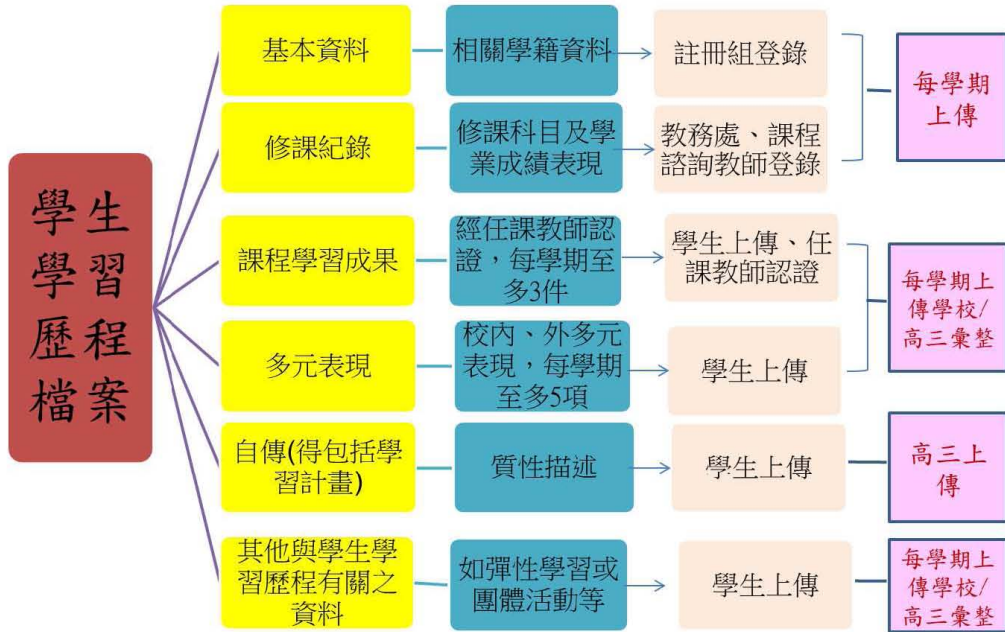 學生
學習
歷程
檔案
基本資料
相關學籍資料
註冊組登錄
每學期
上傳
修課紀錄
修課科目及學
業成績表現
教務處、課程
諮詢教師登錄
課程學習成果
經任課教師認
證，每學期至
多3件
學生上傳、任
課教師認證
每學期上
傳學校/
高三彙整
多元表現
校內、外多元
表現，每學期
至多5項
學生上傳
自傳(得包括學
習計畫)
質性描述
學生上傳
高三上
傳
其他與學生學
習歷程有關之
資料
如彈性學習或
團體活動等
學生上傳
每學期上
傳學校/
高三彙整